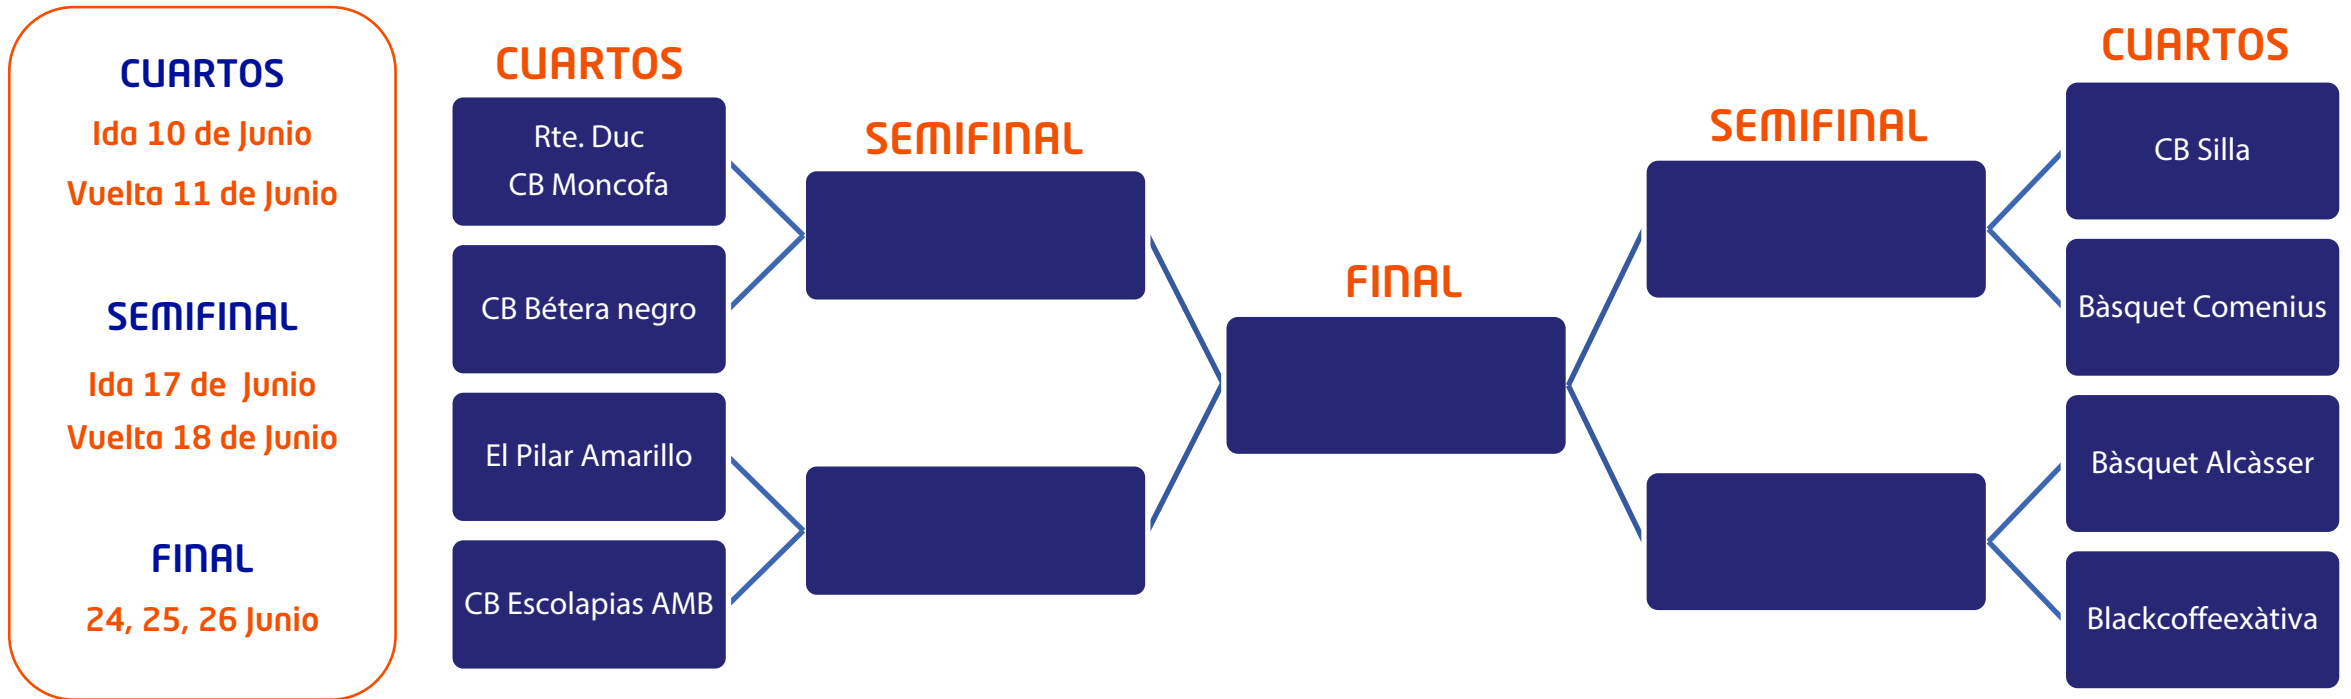 CUARTOS
Ida 10 de Junio
Vuelta 11 de Junio
SEMIFINAL
Ida 17 de Junio
Vuelta 18 de Junio
FINAL
24, 25, 26 Junio
CUARTOS
Rte. Duc
CB Moncofa
CB Bétera negro
El Pilar Amarillo
CB Escolapias AMB
SEMIFINAL
FINAL
SEMIFINAL
CUARTOS
CB Silla
Bàsquet Comenius
Bàsquet Alcàsser
Blackcoffeexàtiva